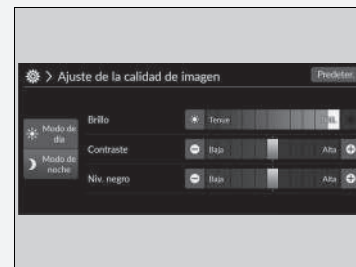 > Ajuste de la calidad de imagen
Predeter.
Brillo
Tenue
Modo de
día
Contraste
Baja
Alta
Modo de
noche
Niv. negro
Baja
Alta